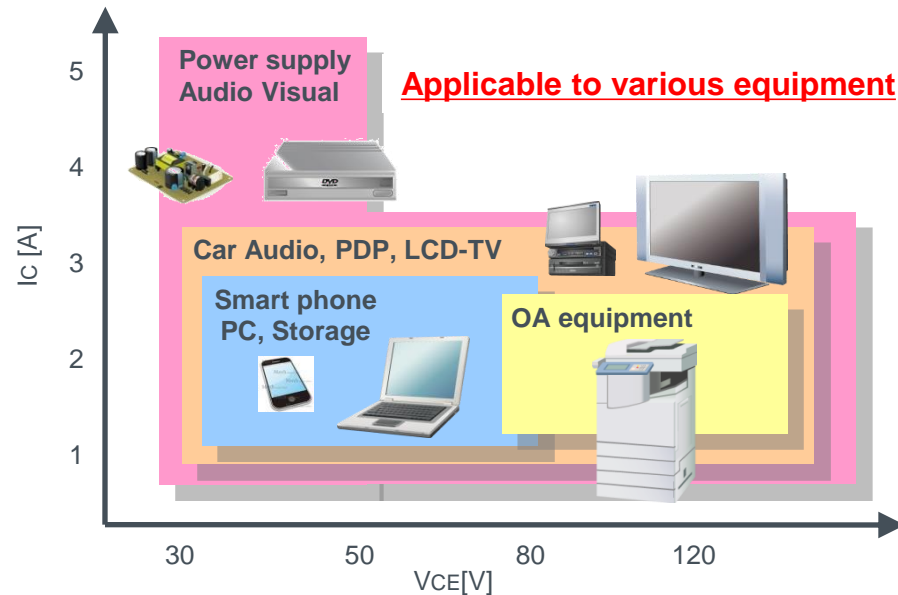 Power supply
Audio Visual
Applicable to various equipment
DVD
Car Audio, PDP, LCD-TV
Smart phone
PC, Storage
OA equipment
IC [A]
5
4
3
2
1
30
50
80
120
VCE[V]